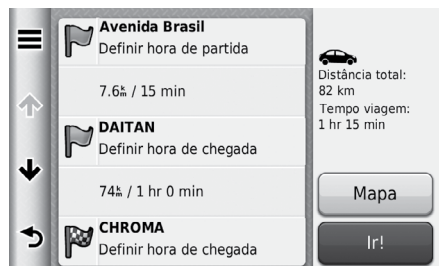 Avenida Brasil
Definir hora de partida
7.6km / 15 min
DAITAN
Definir hora de chegada
74km / 1 hr 0 min
CHROMA
Definir hora de chegada
Distância total:
82 km
Tempo viagem:
1 hr 15 min
Mapa
Ir!